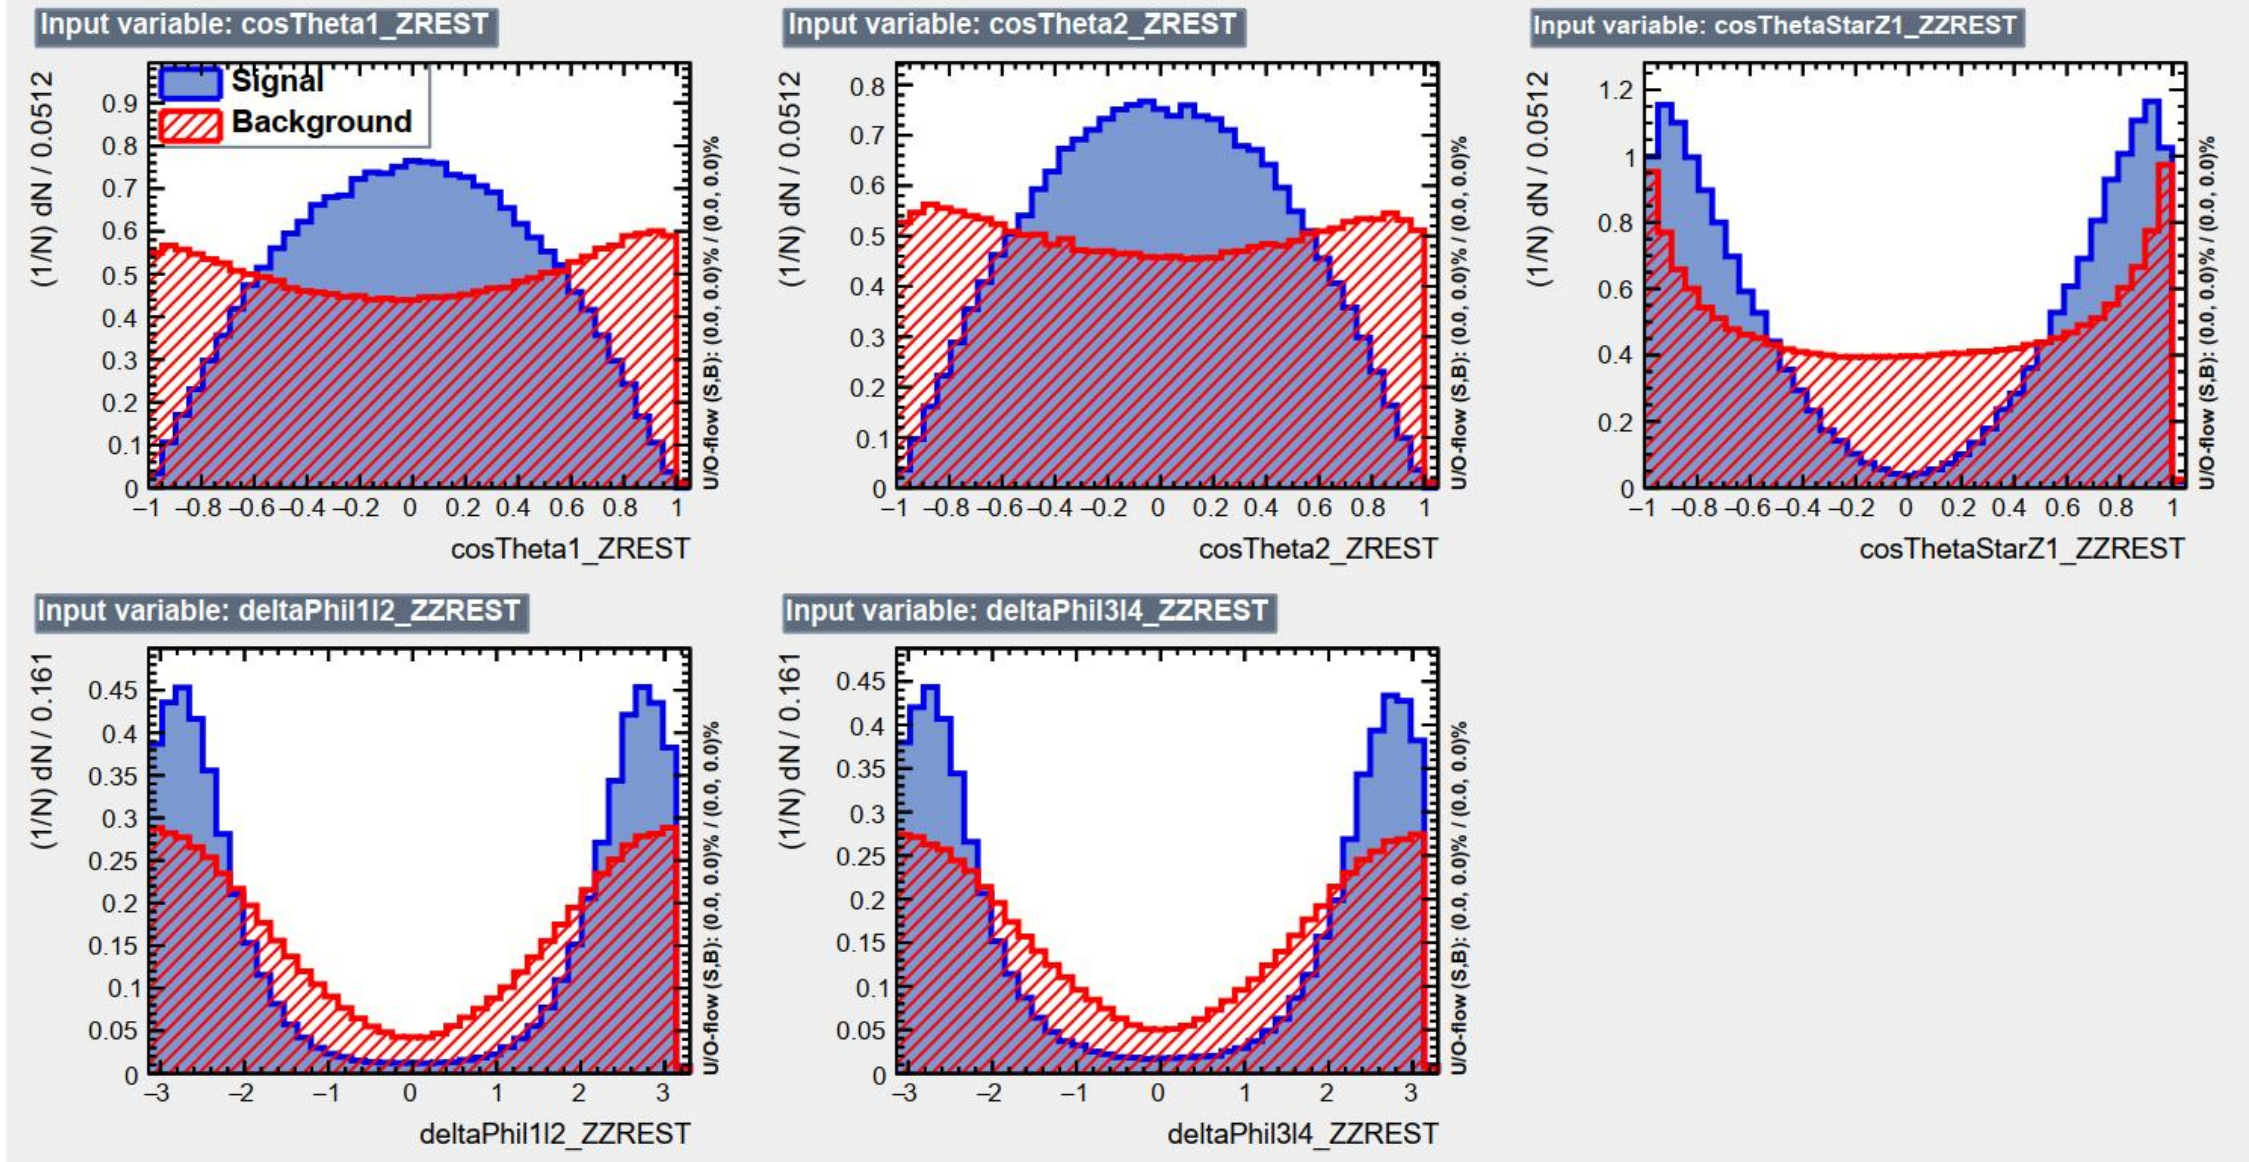 Input variable: cosTheta1_ZREST
(1/N) dN / 0.0512
Signal
Background
0.9
0.8
0.7
0.6
0.5
0.4
0.3
0.2
0.1
0
−1 −0.8 −0.6 −0.4 −0.2 0 0.2 0.4 0.6 0.8 1
cosTheta1_ZREST
U/O-flow (S,B): (0.0, 0.0)% / (0.0, 0.0)%
Input variable: cosTheta2_ZREST
(1/N) dN / 0.0512
0.8
0.7
0.6
0.5
0.4
0.3
0.2
0.1
0
−1 −0.8 −0.6 −0.4 −0.2 0 0.2 0.4 0.6 0.8 1
cosTheta2_ZREST
U/O-flow (S,B): (0.0, 0.0)% / (0.0, 0.0)%
Input variable: cosThetaStarZ1_ZZREST
(1/N) dN / 0.0512
1.2
1
0.8
0.6
0.4
0.2
0
−1 −0.8 −0.6 −0.4 −0.2 0 0.2 0.4 0.6 0.8 1
cosThetaStarZ1_ZZREST
U/O-flow (S,B): (0.0, 0.0)% / (0.0, 0.0)%
Input variable: deltaPhil1l2_ZZREST
(1/N) dN / 0.161
0.45
0.4
0.35
0.3
0.25
0.2
0.15
0.1
0.05
0
−3 −2 −1 0 1 2 3
deltaPhil1l2_ZZREST
U/O-flow (S,B): (0.0, 0.0)% / (0.0, 0.0)%
Input variable: deltaPhil3l4_ZZREST
(1/N) dN / 0.161
0.45
0.4
0.35
0.3
0.25
0.2
0.15
0.1
0.05
0
−3 −2 −1 0 1 2 3
deltaPhil3l4_ZZREST
U/O-flow (S,B): (0.0, 0.0)% / (0.0, 0.0)%